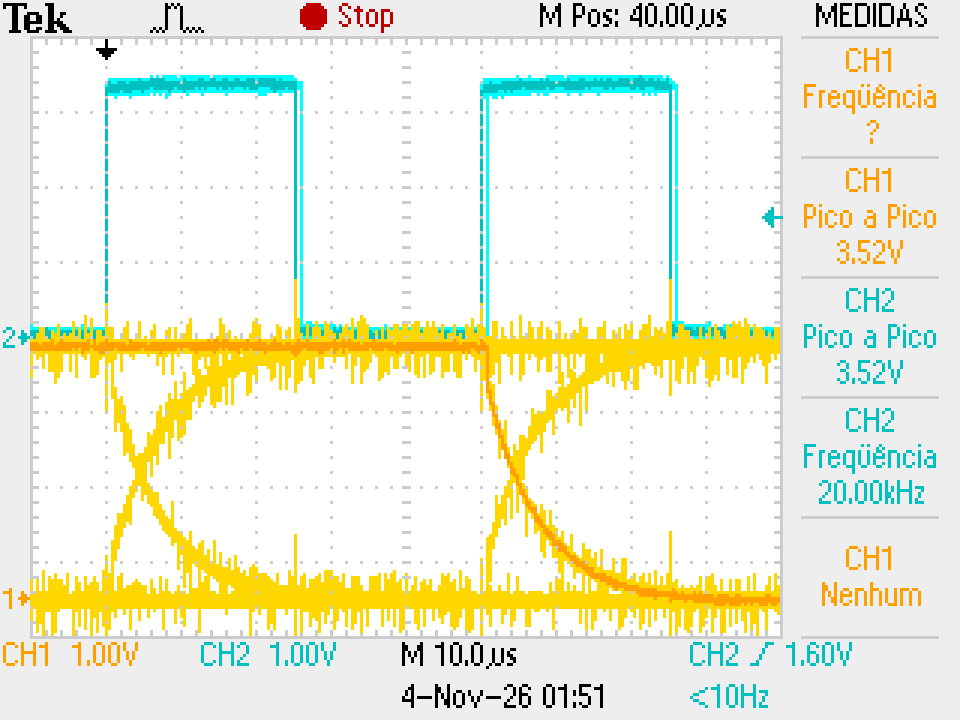 Tek Stop M Pos: 40.00µs MEDIDAS
CH1
Freqüência
?
CH1
Pico a Pico
3.52V
CH2
Pico a Pico
3.52V
CH2
Freqüência
20.00kHz
CH1
Nenhum
2
1
CH1 1.00V CH2 1.00V M 10.0µs CH2 1.60V
4-Nov-26 01:51 <10Hz